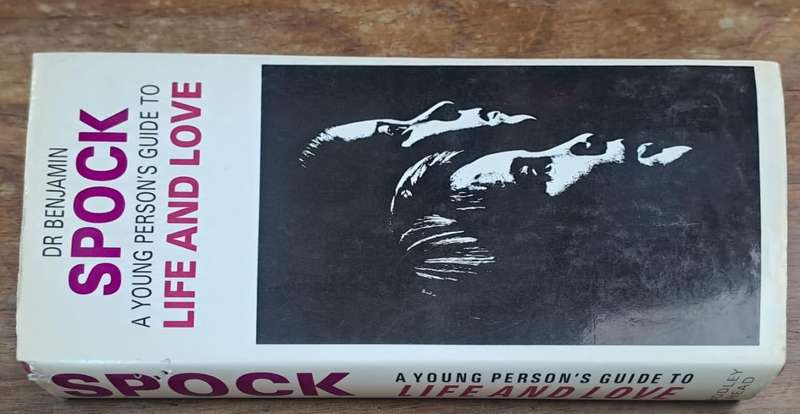 DR BENJAMIN
SPOCK
A YOUNG PERSON'S GUIDE TO
LIFE AND LOVE
SPOCK
A YOUNG PERSON'S GUIDE TO
LIFE AND LOVE